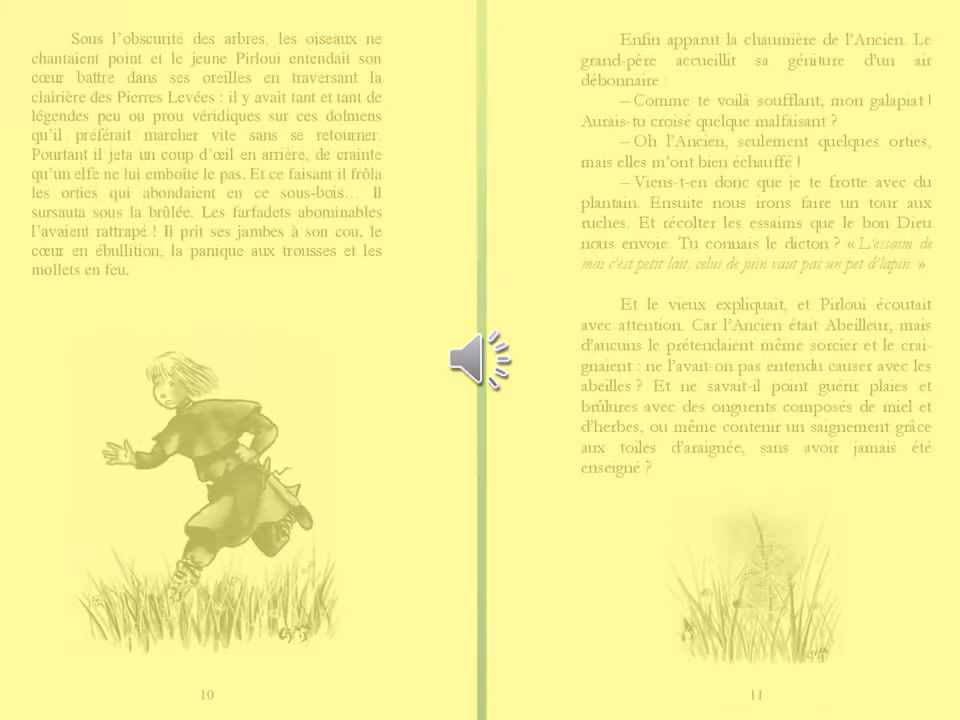 Sous l'obscurité des arbres, les oiseaux ne
chantaient point et le jeune Pirloui entendait son
cœur battre dans ses oreilles en traversant la
clairière des Pierres Levées : il y avait tant et tant de
légendes peu ou prou véridiques sur ces dolmens
qu'il préférait marcher vite sans se retourner.
Pourtant il jeta un coup d'œil en arrière, de crainte
qu'un elfe ne lui emboîte le pas. Et ce faisant il frôla
les orties qui abondaient en ce sous-bois… Il
sursauta sous la brûlée. Les farfadets abominables
l'avaient rattrapé ! Il prit ses jambes à son cou, le
cœur en ébullition, la panique aux trousses et les
mollets en feu.
10
Enfin apparut la chaumière de l'Ancien. Le
grand-père accueillit sa géniture d'un air
débonnaire :
– Comme te voilà soufflant, mon galapiat !
Aurais-tu croisé quelque malfaisant ?
– Oh l'Ancien, seulement quelques orties,
mais elles m'ont bien échauffé !
– Viens-t-en donc que je te frotte avec du
plantain. Ensuite nous irons faire un tour aux
ruches. Et récolter les essaims que le bon Dieu
nous envoie. Tu connais le dicton ? « L'essaim de
mai c'est petit lait, celui de juin vaut pas un pet d'lapin. »
Et le vieux expliquait, et Pirloui écoutait
avec attention. Car l'Ancien était Abeilleur, mais
d'aucuns le prétendaient même sorcier et le crai-
gnaient : ne l'avait-on pas entendu causer avec les
abeilles ? Et ne savait-il point guérir plaies et
brûlures avec des onguents composés de miel et
d'herbes, ou même contenir un saignement grâce
aux toiles d'araignée, sans avoir jamais été
enseigné ?
11